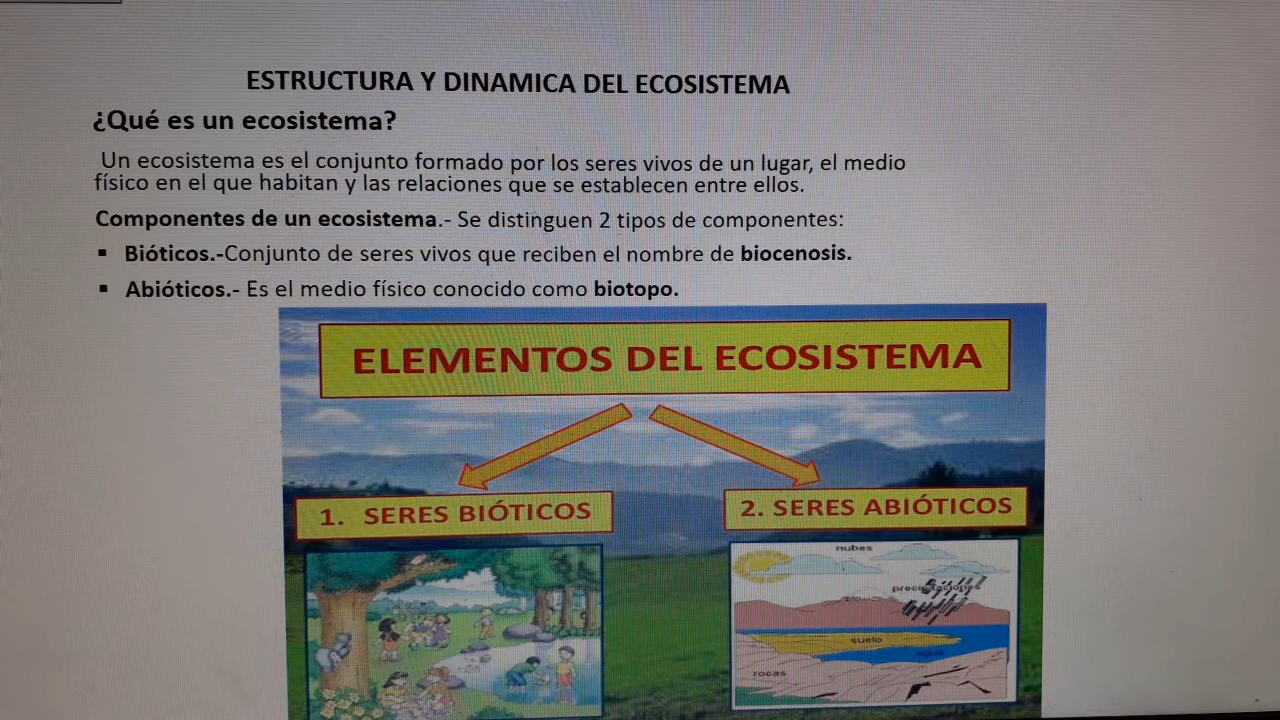 ESTRUCTURA Y DINAMICA DEL ECOSISTEMA
¿Qué es un ecosistema?
Un ecosistema es el conjunto formado por los seres vivos de un lugar, el medio
físico en el que habitan y las relaciones que se establecen entre ellos.
Componentes de un ecosistema.- Se distinguen 2 tipos de componentes:
▪ Bióticos.-Conjunto de seres vivos que reciben el nombre de biocenosis.
▪ Abióticos.- Es el medio físico conocido como biotopo.
ELEMENTOS DEL ECOSISTEMA
1. SERES BIÓTICOS
2. SERES ABIÓTICOS
nubes
precipitaciones
suelo
agua
rocas